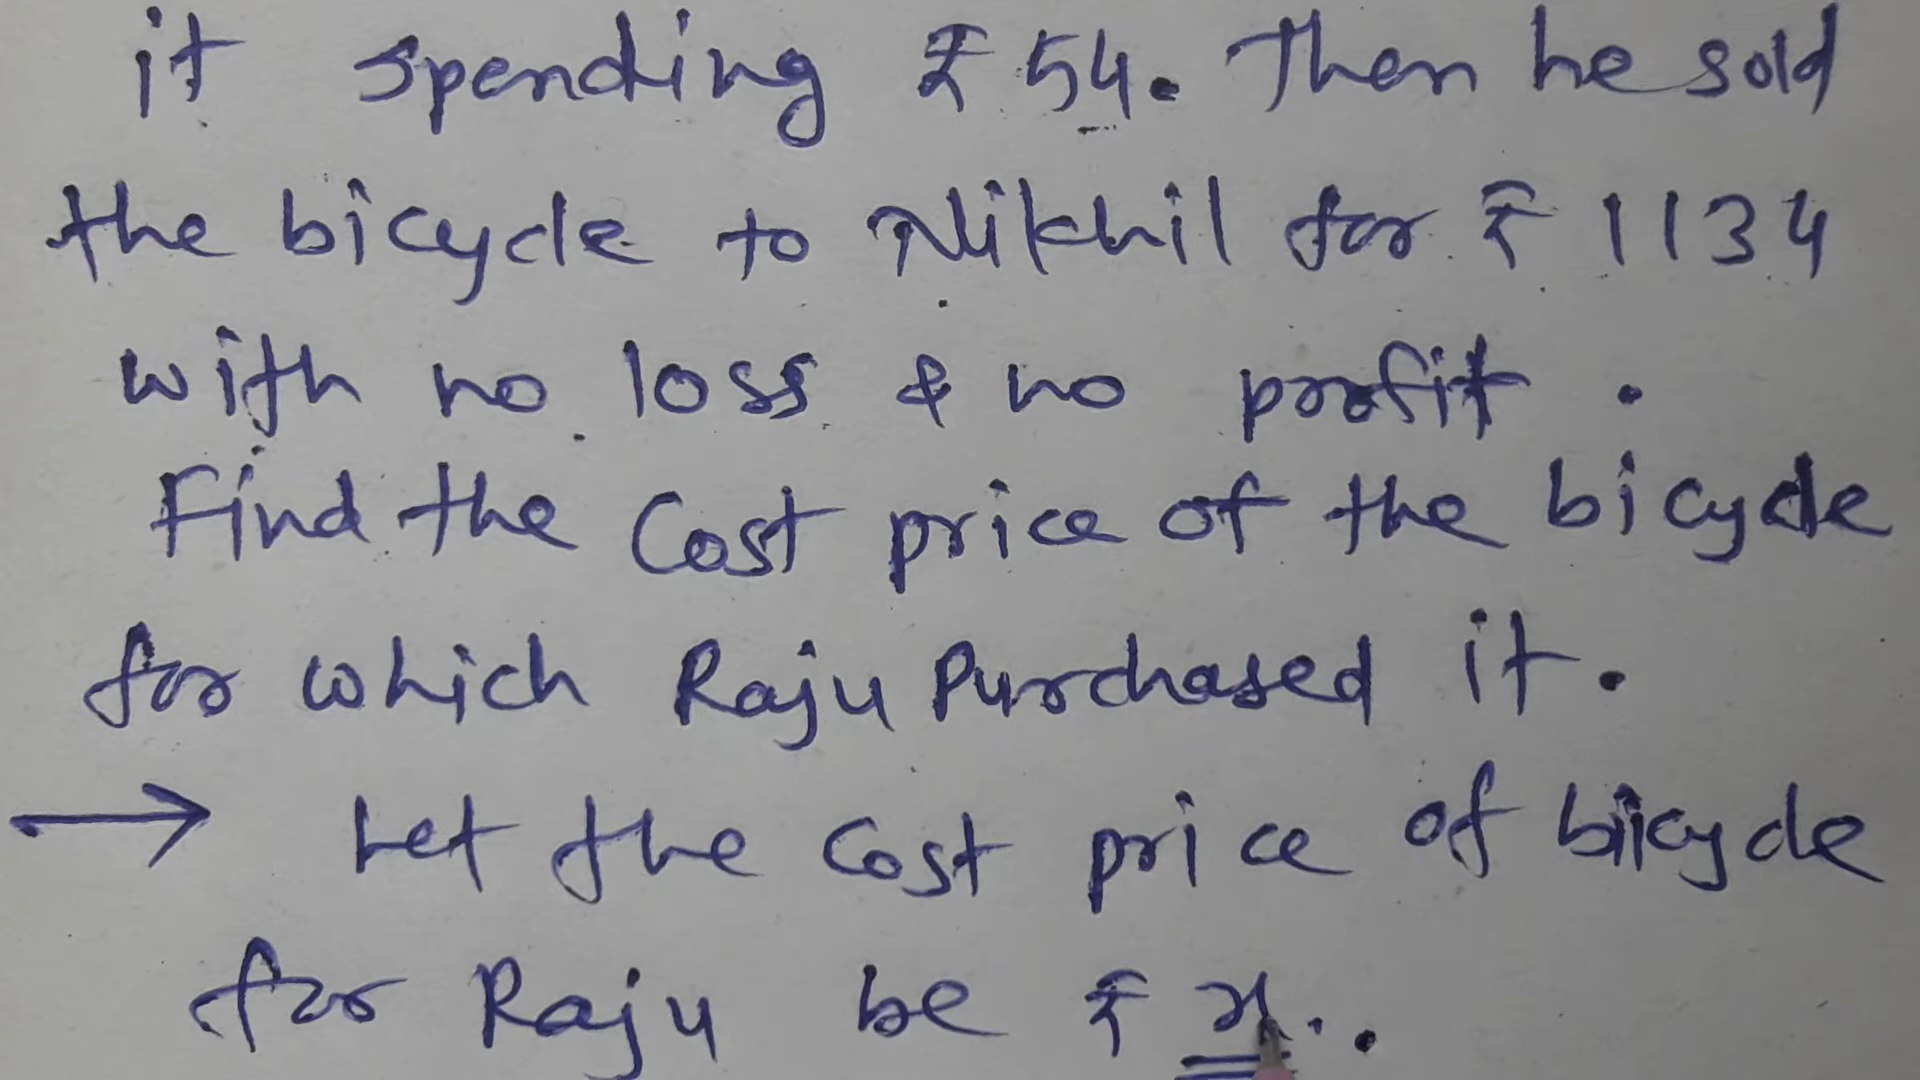 it spending ₹ 54. Then he sold
the bicycle to Nikhil for ₹ 1134
with no loss & no profit.
Find the cost price of the bicycle
for which Raju Purchased it.
→ Let the cost price of bicycle
for Raju be ₹ x..